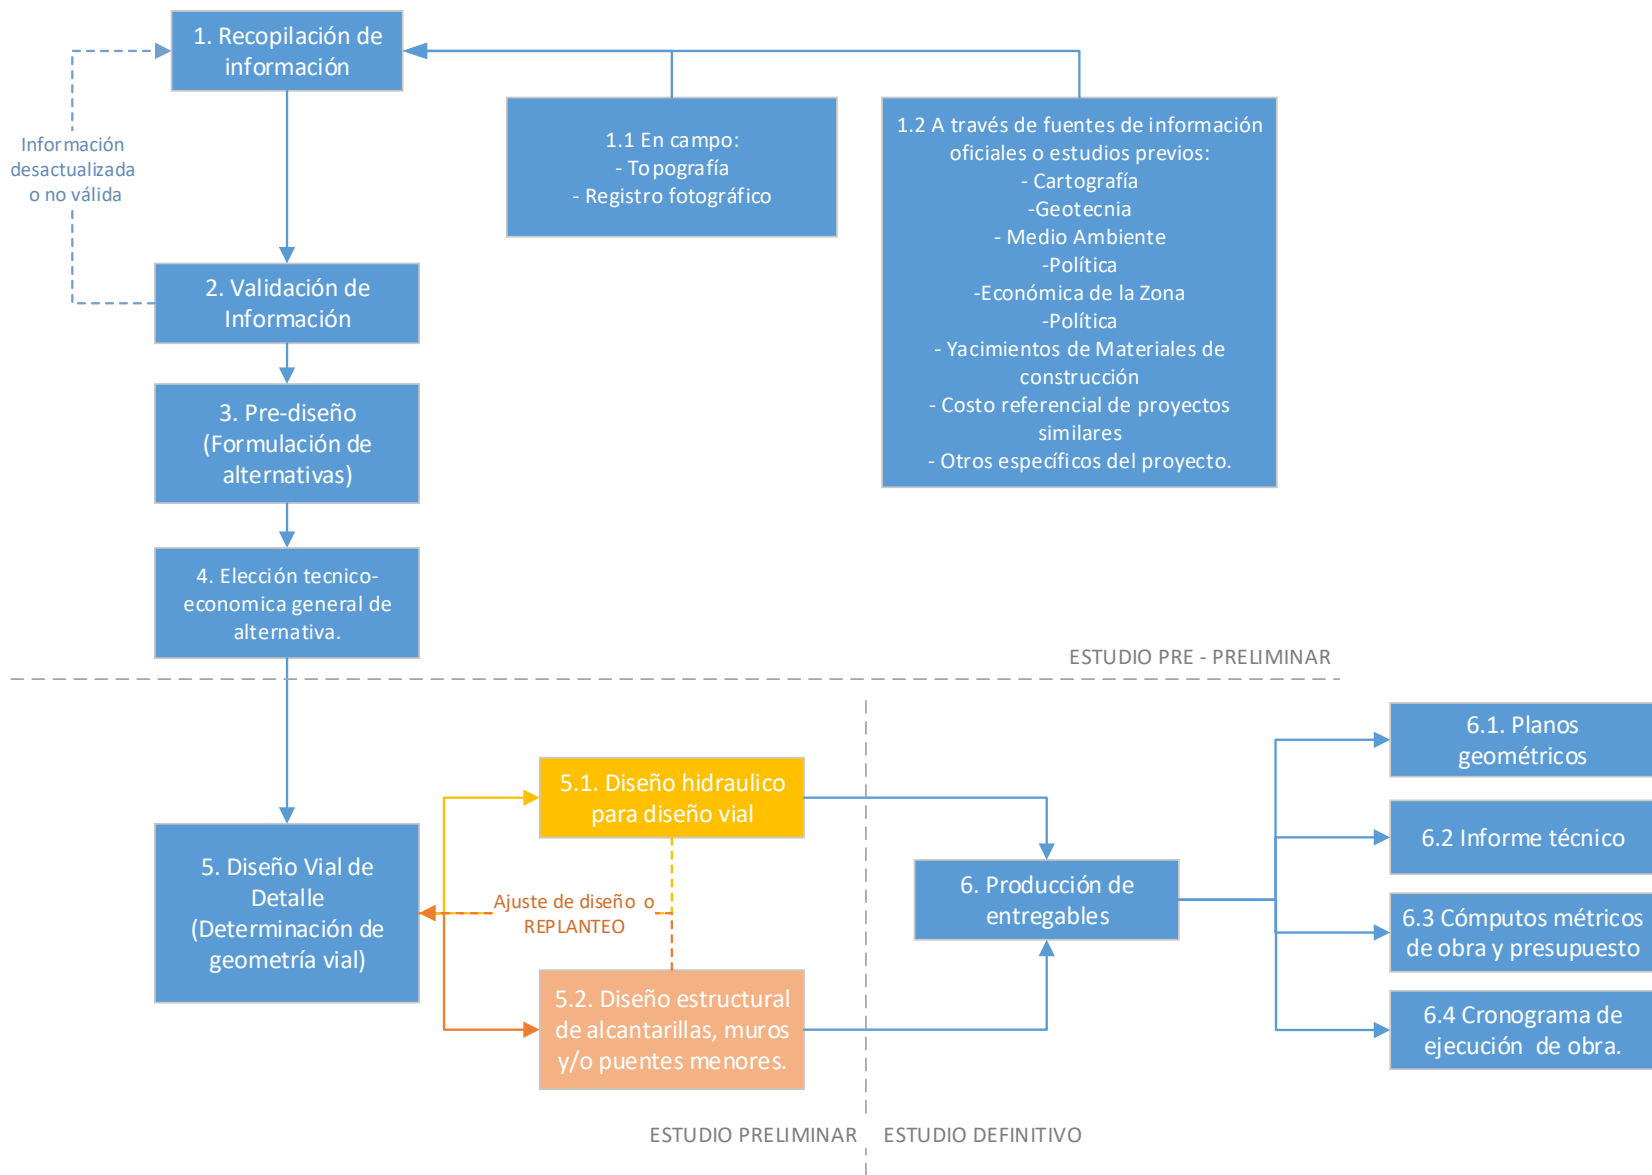 1. Recopilación de
información
Información
desactualizada
o no válida
1.1 En campo:
- Topografía
- Registro fotográfico
1.2 A través de fuentes de información
oficiales o estudios previos:
- Cartografía
-Geotecnia
- Medio Ambiente
-Política
-Económica de la Zona
-Política
- Yacimientos de Materiales de
construcción
- Costo referencial de proyectos
similares
- Otros específicos del proyecto.
2. Validación de
Información
3. Pre-diseño
(Formulación de
alternativas)
4. Elección tecnico-
economica general de
alternativa.
ESTUDIO PRE - PRELIMINAR
5. Diseño Vial de
Detalle
(Determinación de
geometría vial)
5.1. Diseño hidraulico
para diseño vial
Ajuste de diseño o
REPLANTEO
5.2. Diseño estructural
de alcantarillas, muros
y/o puentes menores.
6. Producción de
entregables
6.1. Planos
geométricos
6.2 Informe técnico
6.3 Cómputos métricos
de obra y presupuesto
6.4 Cronograma de
ejecución de obra.
ESTUDIO PRELIMINAR
ESTUDIO DEFINITIVO